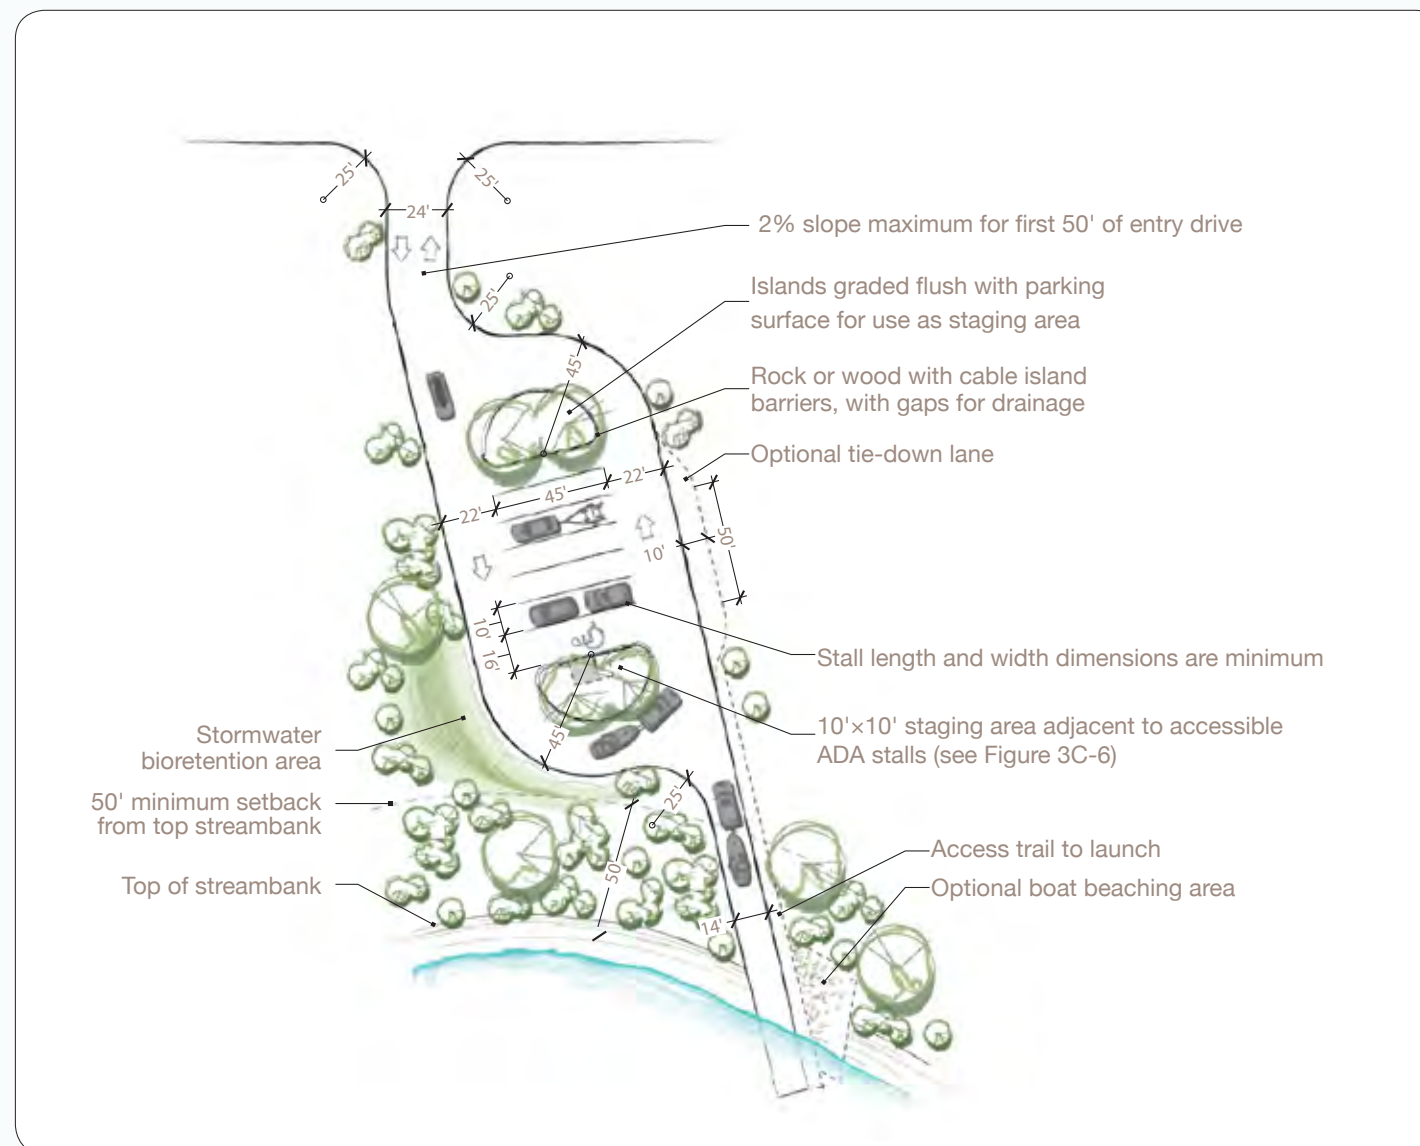 25'
25'
24'
2% slope maximum for first 50' of entry drive
25'
Islands graded flush with parking
surface for use as staging area
45'
Rock or wood with cable island
barriers, with gaps for drainage
Optional tie-down lane
22'
45'
22'
50'
10'
10'
16'
Stall length and width dimensions are minimum
10'×10' staging area adjacent to accessible
ADA stalls (see Figure 3C-6)
45'
Stormwater
bioretention area
50' minimum setback
from top streambank
25'
Top of streambank
50'
Access trail to launch
Optional boat beaching area
14'